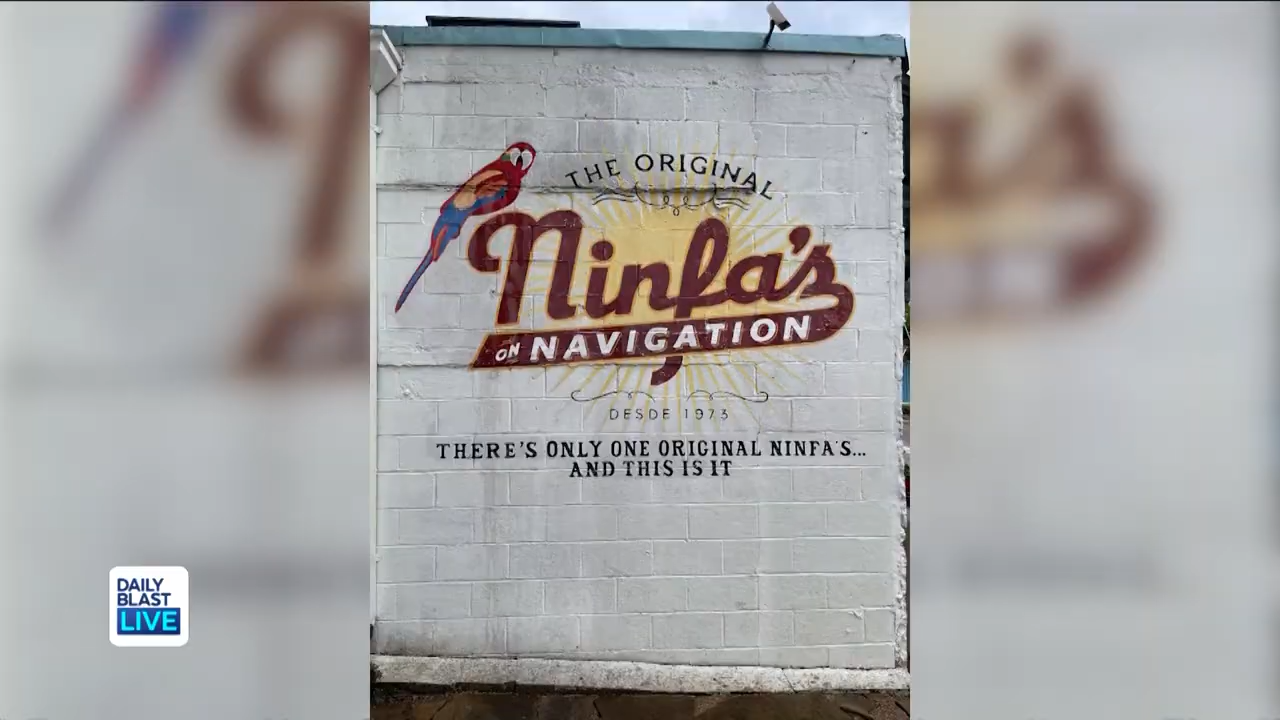 THE ORIGINAL
Ninfa's
ON NAVIGATION
DESDE 1973
THERE'S ONLY ONE ORIGINAL NINFA'S...
AND THIS IS IT
DAILY
BLAST
LIVE